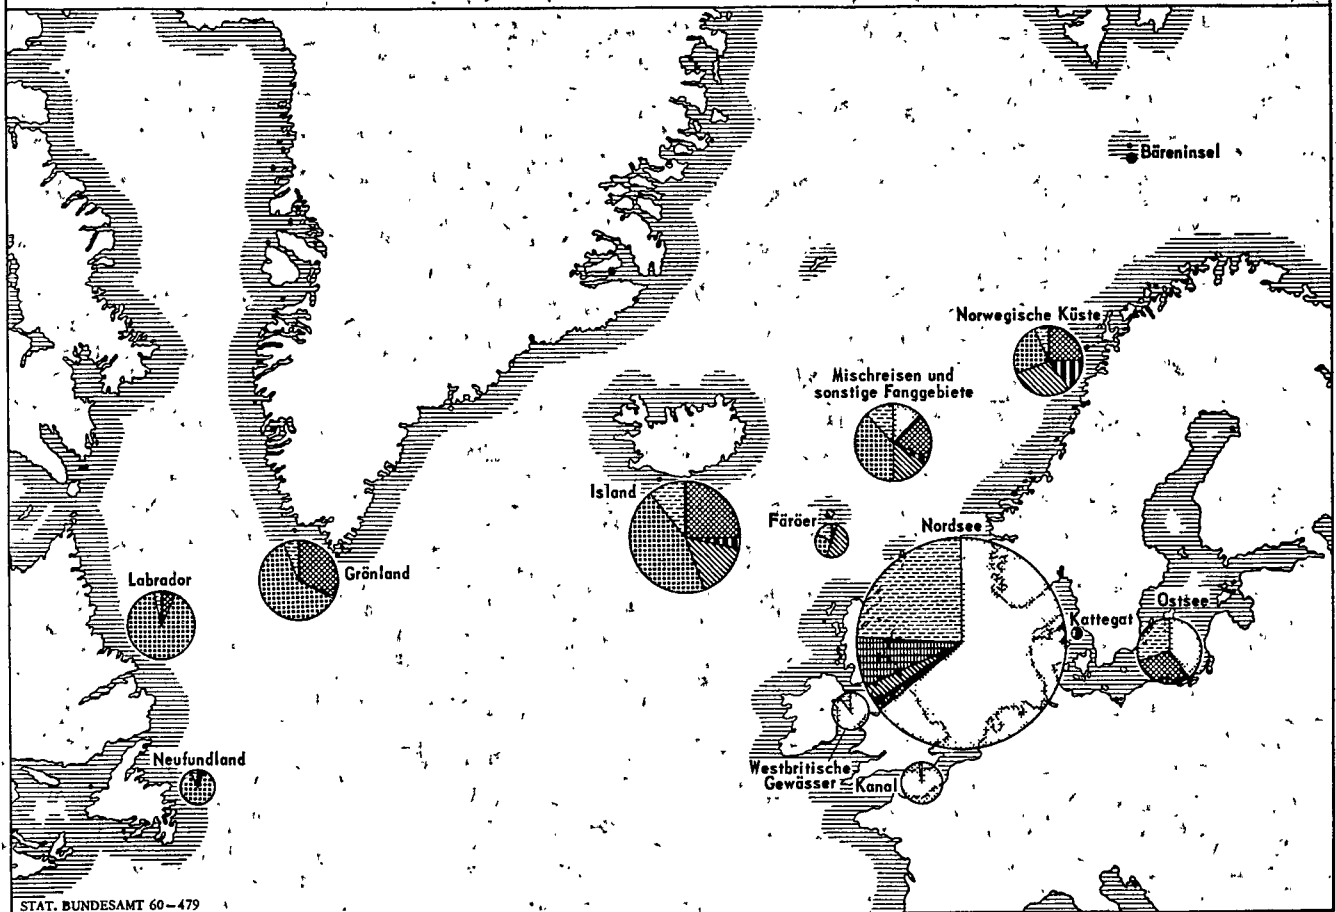 Bäreninsel
Norwegische Küste
Mischreisen und
sonstige Fanggebiete
Island
Färöer
Nordsee
Grönland
Labrador
Ostsee
Kattegat
Neufundland
Westbritische
Gewässer
Kanal
STAT. BUNDESAMT 60-479